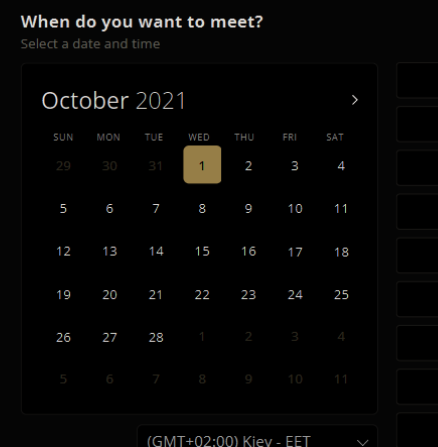 When do you want to meet?
Select a date and time
October 2021
SUN MON TUE WED THU FRI SAT
29 30 31 1 2 3 4
5 6 7 8 9 10 11
12 13 14 15 16 17 18
19 20 21 22 23 24 25
26 27 28 1 2 3 4
5 6 7 8 9 10 11
(GMT+02:00) Kiev - EET